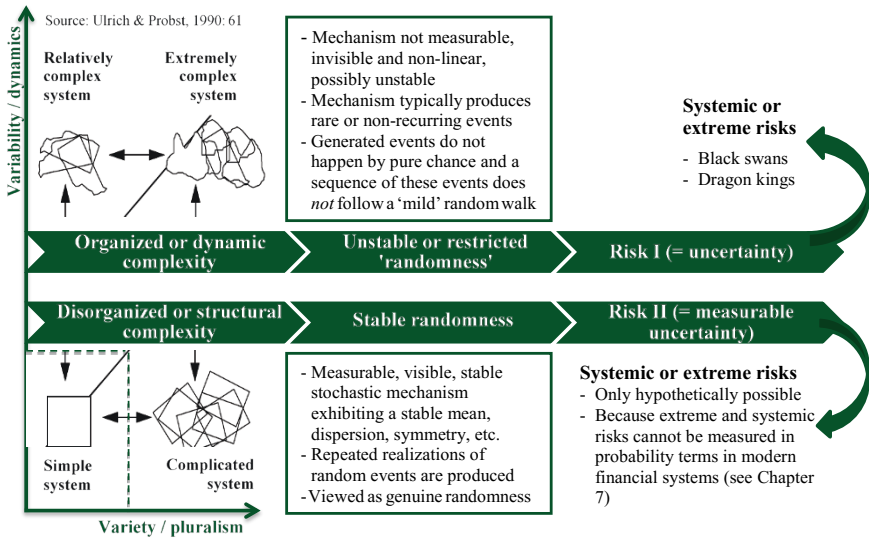 Source: Ulrich & Probst, 1990: 61
Variability / dynamics
Relatively
complex
system
Extremely
complex
system
- Mechanism not measurable,
invisible and non-linear,
possibly unstable
- Mechanism typically produces
rare or non-recurring events
- Generated events do not
happen by pure chance and a
sequence of these events does
not follow a ‘mild’ random walk
Systemic or
extreme risks
- Black swans
- Dragon kings
Organized or dynamic
complexity
Unstable or restricted
'randomness'
Risk I (= uncertainty)
Disorganized or structural
complexity
Stable randomness
Risk II (= measurable
uncertainty)
Simple
system
Complicated
system
- Measurable, visible, stable
stochastic mechanism
exhibiting a stable mean,
dispersion, symmetry, etc.
- Repeated realizations of
random events are produced
- Viewed as genuine randomness
Systemic or extreme risks
- Only hypothetically possible
- Because extreme and systemic
risks cannot be measured in
probability terms in modern
financial systems (see Chapter
7)
Variety / pluralism